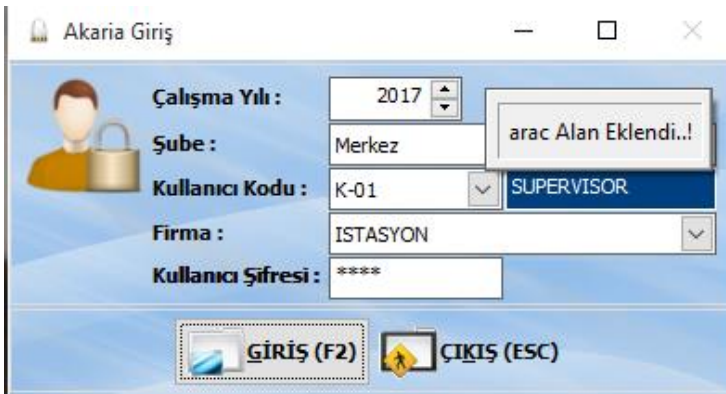 Akaria Giriş
Çalışma Yılı : 2017
arac Alan Eklendi..!
Şube : Merkez
Kullanıcı Kodu : K-01 SUPERVISOR
Firma : ISTASYON
Kullanıcı Şifresi : ****
GİRİŞ (F2) ÇIKIŞ (ESC)